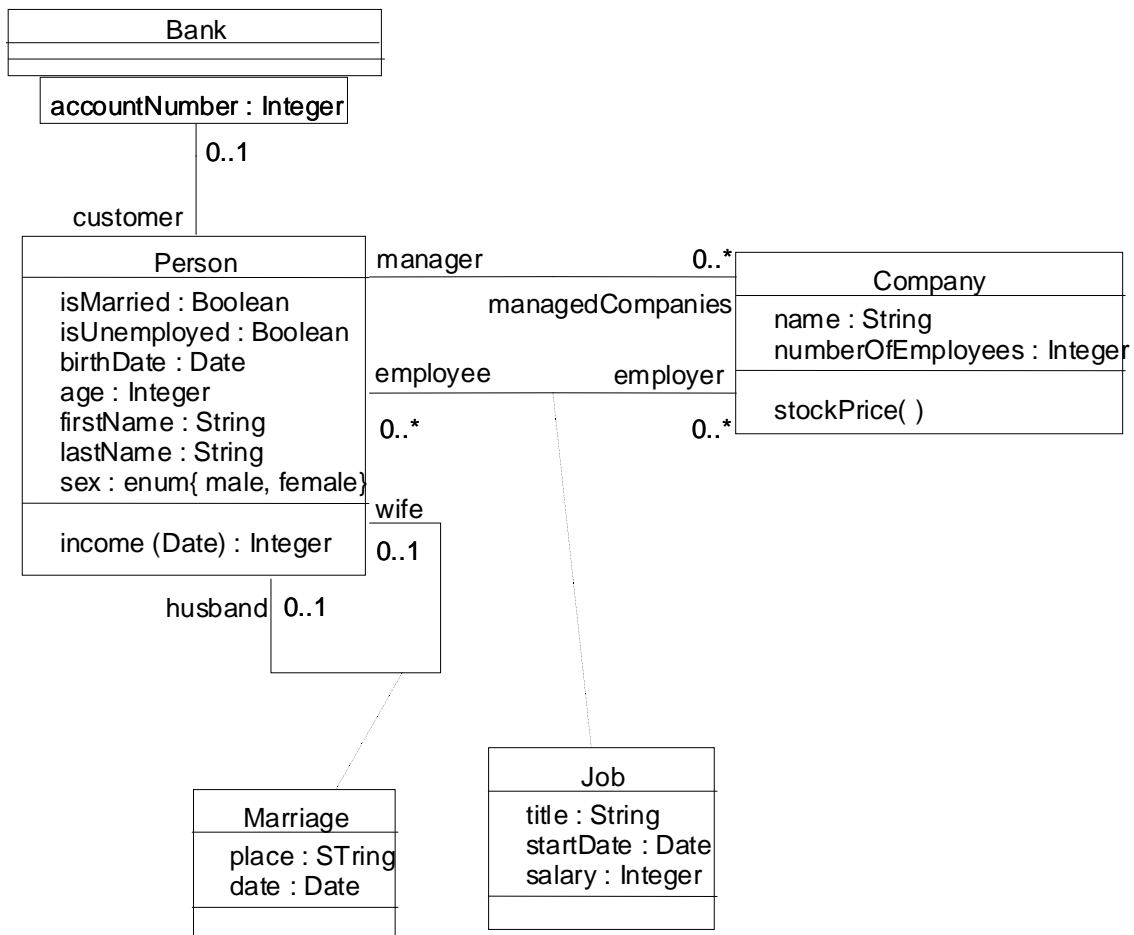 Bank
accountNumber : Integer
0..1
customer
Person
isMarried : Boolean
isUnemployed : Boolean
birthDate : Date
age : Integer
firstName : String
lastName : String
sex : enum{ male, female}
income (Date) : Integer
manager
0..*
managedCompanies
employee
employer
0..*
0..*
Company
name : String
numberOfEmployees : Integer
stockPrice( )
wife
0..1
husband
0..1
Marriage
place : STring
date : Date
Job
title : String
startDate : Date
salary : Integer